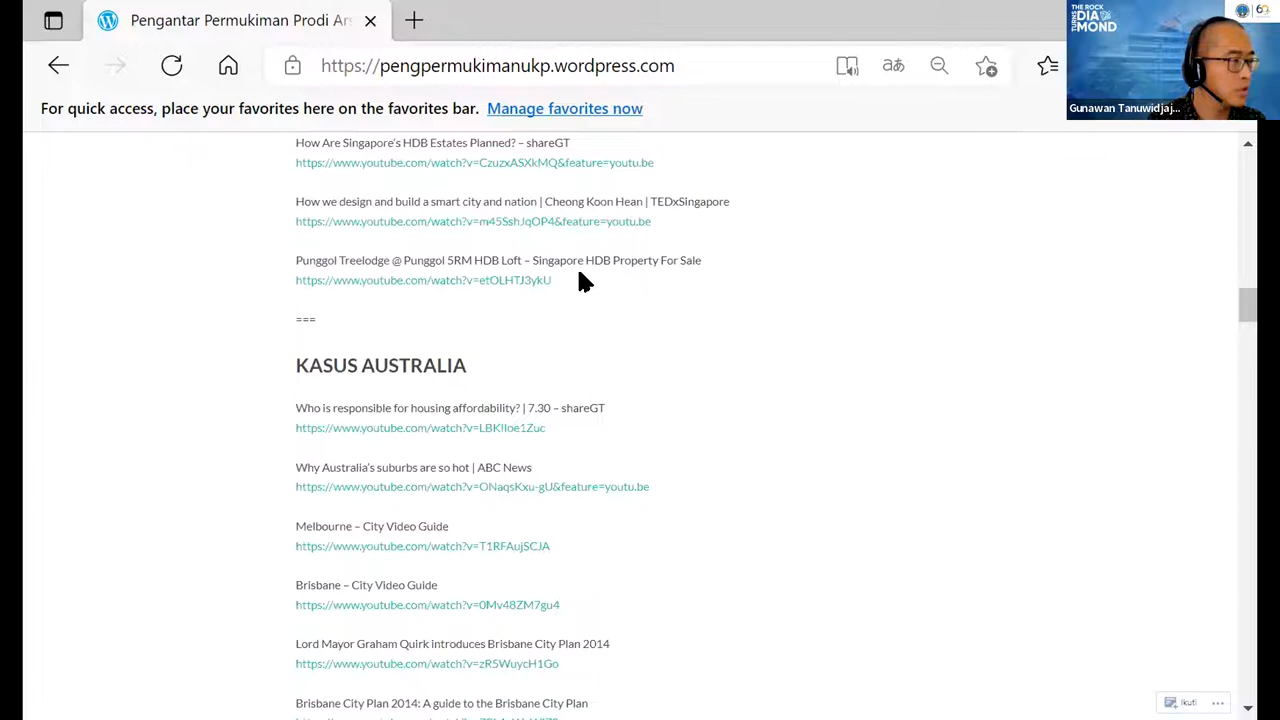 Pengantar Permukiman Prodi Ars
https://pengpermukimanukp.wordpress.com
For quick access, place your favorites here on the favorites bar. Manage favorites now
THE ROCK
TURNS
DIA
MOND
Gunawan Tanuwidjaj...
How Are Singapore's HDB Estates Planned? – shareGT
https://www.youtube.com/watch?v=CzuzxASXkMQ&feature=youtu.be
How we design and build a smart city and nation | Cheong Koon Hean | TEDxSingapore
https://www.youtube.com/watch?v=m45SshJqOP4&feature=youtu.be
Punggol Treelodge @ Punggol 5RM HDB Loft – Singapore HDB Property For Sale
https://www.youtube.com/watch?v=etOLHTJ3ykU
===
KASUS AUSTRALIA
Who is responsible for housing affordability? | 7.30 – shareGT
https://www.youtube.com/watch?v=LBKIIoe1Zuc
Why Australia's suburbs are so hot | ABC News
https://www.youtube.com/watch?v=ONaqsKxu-gU&feature=youtu.be
Melbourne – City Video Guide
https://www.youtube.com/watch?v=T1RFAujSCJA
Brisbane – City Video Guide
https://www.youtube.com/watch?v=0Mv48ZM7gu4
Lord Mayor Graham Quirk introduces Brisbane City Plan 2014
https://www.youtube.com/watch?v=zR5WuycH1Go
Brisbane City Plan 2014: A guide to the Brisbane City Plan
Ikuti